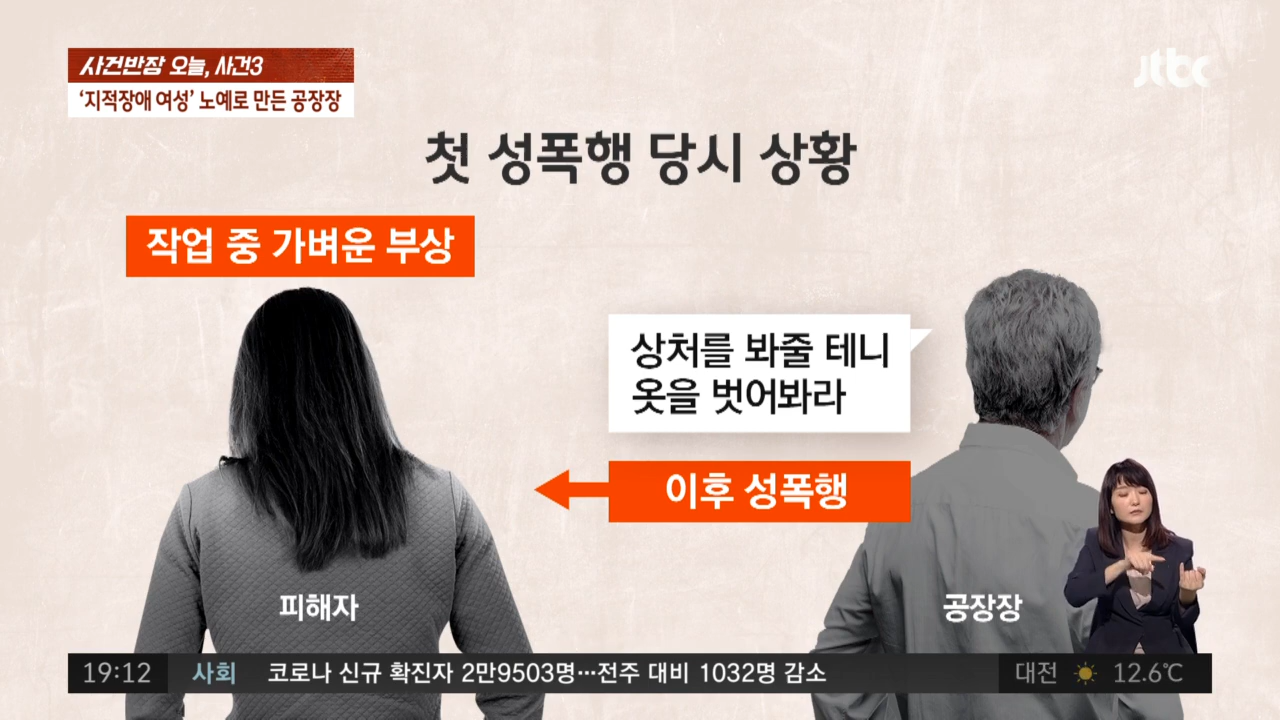 사건반장 오늘, 사건3
jtbc
‘지적장애 여성’ 노예로 만든 공장장
첫 성폭행 당시 상황
작업 중 가벼운 부상
상처를 봐줄 테니
옷을 벗어봐라
이후 성폭행
피해자
공장장
19:12 사회 코로나 신규 확진자 2만9503명…전주 대비 1032명 감소 대전 12.6℃